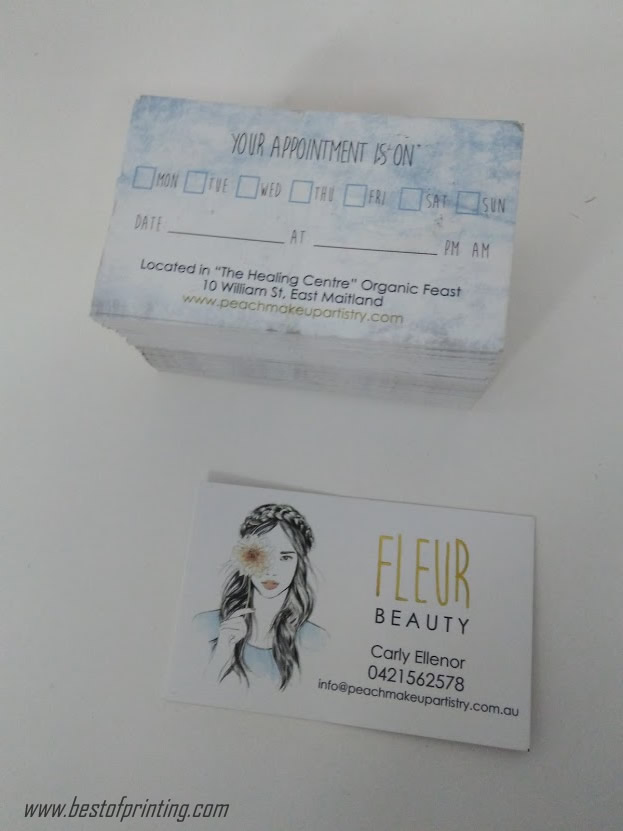 YOUR APPOINTMENT IS ON
MON TUE WED THU FRI SAT SUN
DATE ____________ AT ____________ PM AM
Located in "The Healing Centre" Organic Feast
10 William St, East Maitland
www.peachmakeupartistry.com
FLEUR
BEAUTY
Carly Ellenor
0421562578
info@peachmakeupartistry.com.au
www.bestofprinting.com